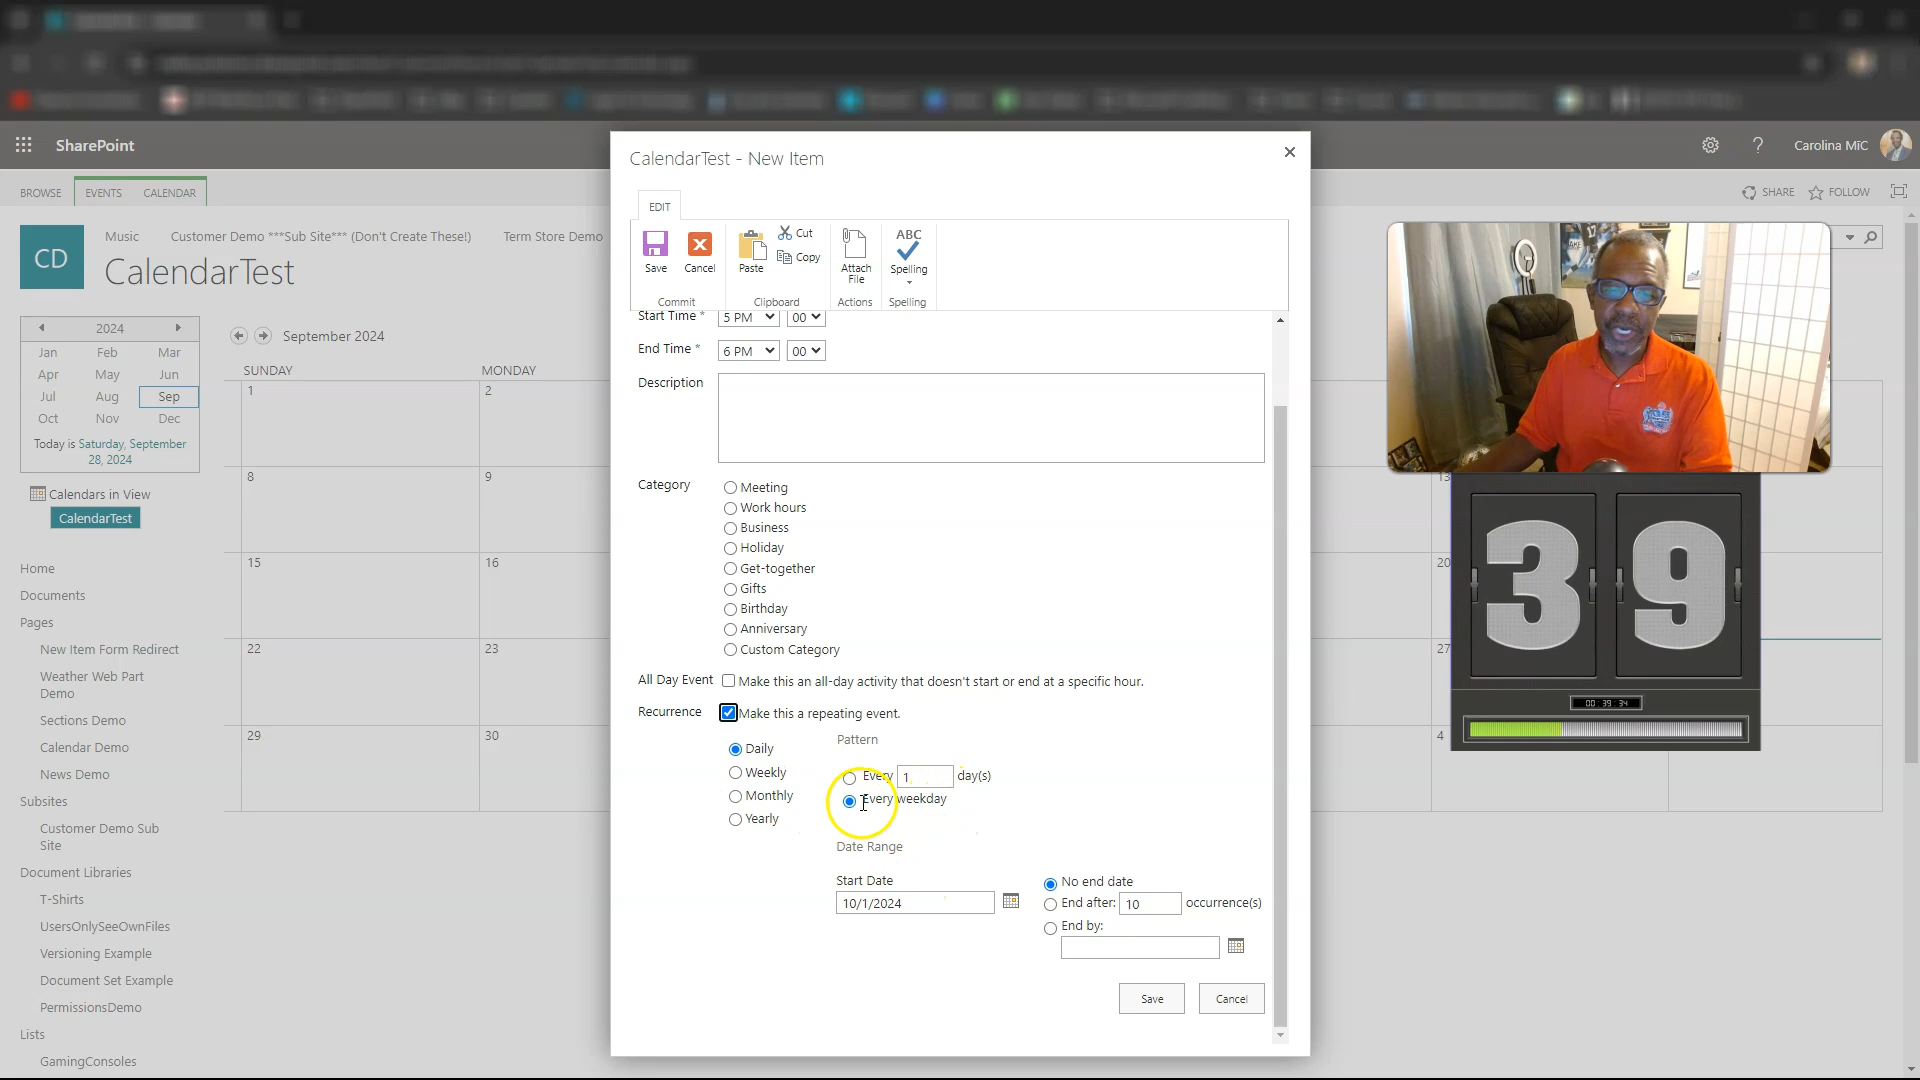 SharePoint
Carolina MiC
BROWSE
EVENTS
CALENDAR
SHARE
FOLLOW
CD
Music
Customer Demo ***Sub Site*** (Don't Create These!)
Term Store Demo
CalendarTest
2024
Jan Feb Mar
Apr May Jun
Jul Aug Sep
Oct Nov Dec
Today is Saturday, September
28, 2024
Calendars in View
CalendarTest
Home
Documents
Pages
New Item Form Redirect
Weather Web Part
Demo
Sections Demo
Calendar Demo
News Demo
Subsites
Customer Demo Sub
Site
Document Libraries
T-Shirts
UsersOnlySeeOwnFiles
Versioning Example
Document Set Example
PermissionsDemo
Lists
GamingConsoles
September 2024
SUNDAY MONDAY
1 2
8 9
15 16
22 23
29 30
13
20
27
4
CalendarTest - New Item
EDIT
Save
Cancel
Commit
Paste
Cut
Copy
Clipboard
Attach
File
Actions
ABC
Spelling
Spelling
Start Time * 5 PM 00
End Time * 6 PM 00
Description
Category
Meeting
Work hours
Business
Holiday
Get-together
Gifts
Birthday
Anniversary
Custom Category
All Day Event Make this an all-day activity that doesn't start or end at a specific hour.
Recurrence Make this a repeating event.
Daily
Weekly
Monthly
Yearly
Pattern
Every 1 day(s)
Every weekday
Date Range
Start Date
10/1/2024
No end date
End after: 10 occurrence(s)
End by:
Save Cancel
39
00:39:34